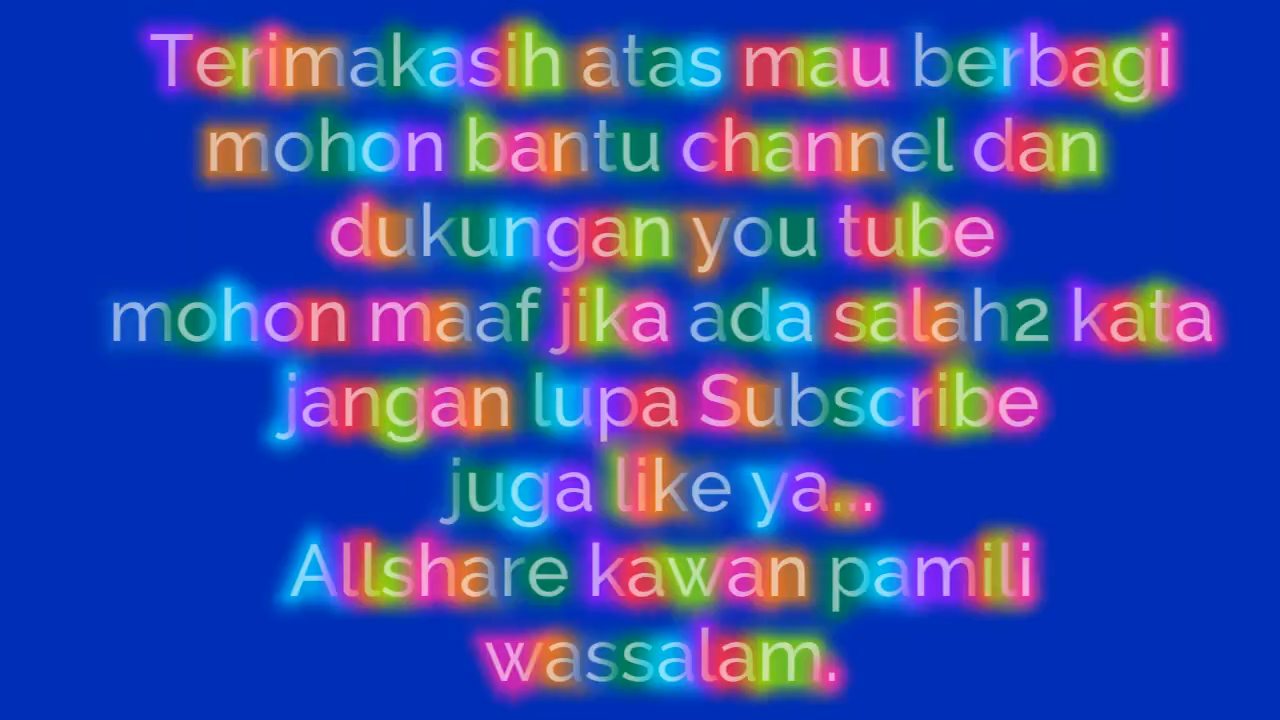 Terimakasih atas mau berbagi
mohon bantu channel dan
dukungan you tube
mohon maaf jika ada salah2 kata
jangan lupa Subscribe
juga like ya...
Allshare kawan pamili
wassalam.